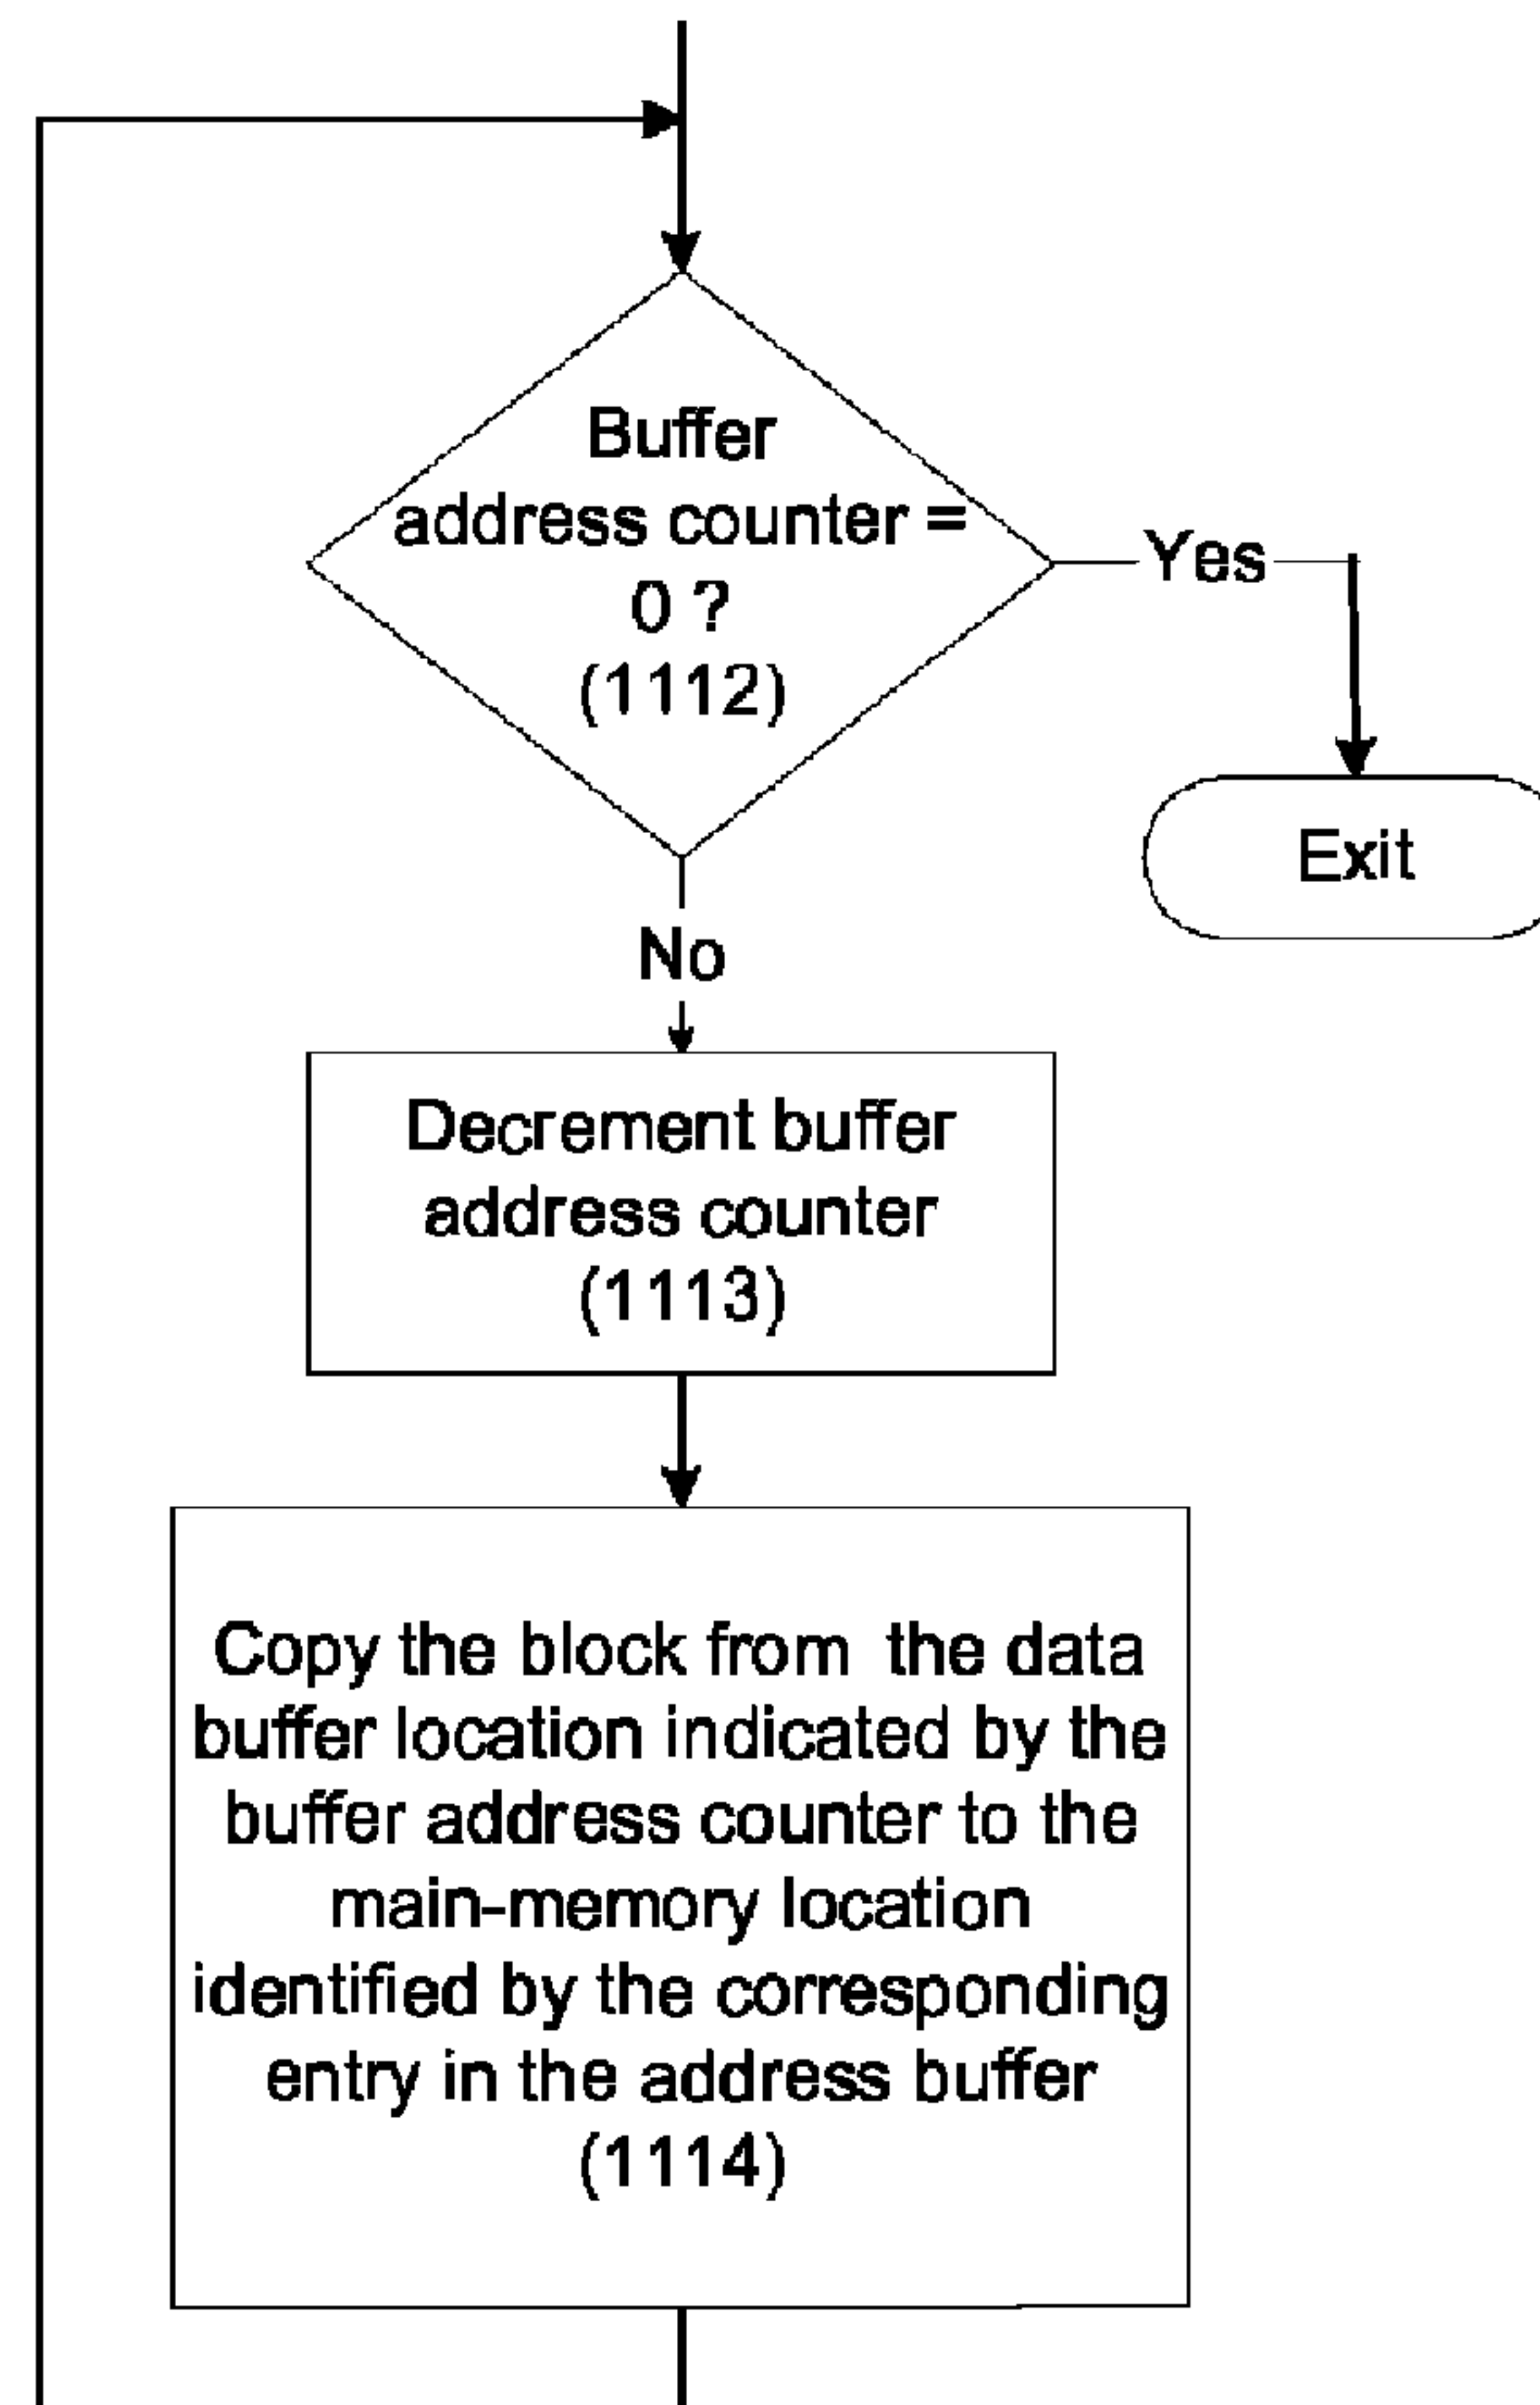 Buffer
address counter =
0 ?
(1112)
Yes
Exit
No
Decrement buffer
address counter
(1113)
Copy the block from the data
buffer location indicated by the
buffer address counter to the
main-memory location
identified by the corresponding
entry in the address buffer
(1114)